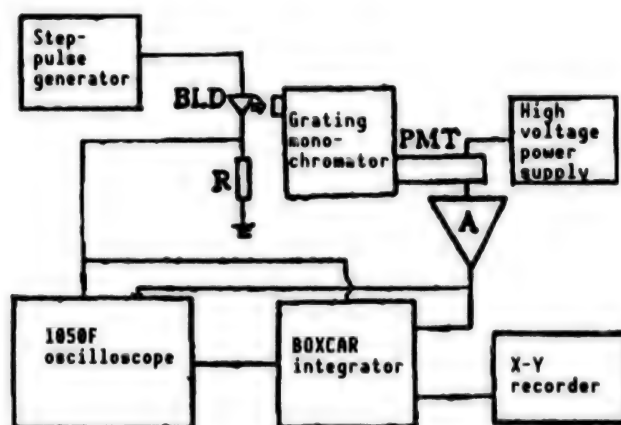 Step-
pulse
generator
BLD
Grating
mono-
chromator
PMT
High
voltage
power
supply
R
A
1050F
oscilloscope
BOXCAR
integrator
X-Y
recorder